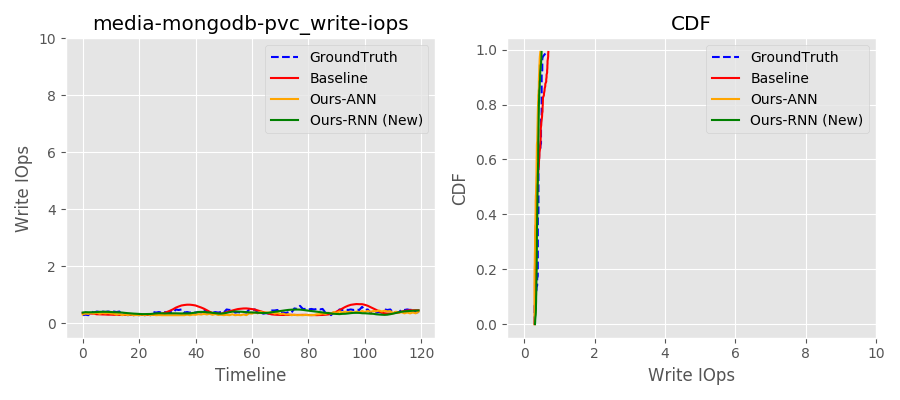 media-mongodb-pvc_write-iops
Write IOps
10
8
6
4
2
0
0 20 40 60 80 100 120
Timeline
GroundTruth
Baseline
Ours-ANN
Ours-RNN (New)
CDF
CDF
1.0
0.8
0.6
0.4
0.2
0.0
0 2 4 6 8 10
Write IOps
GroundTruth
Baseline
Ours-ANN
Ours-RNN (New)